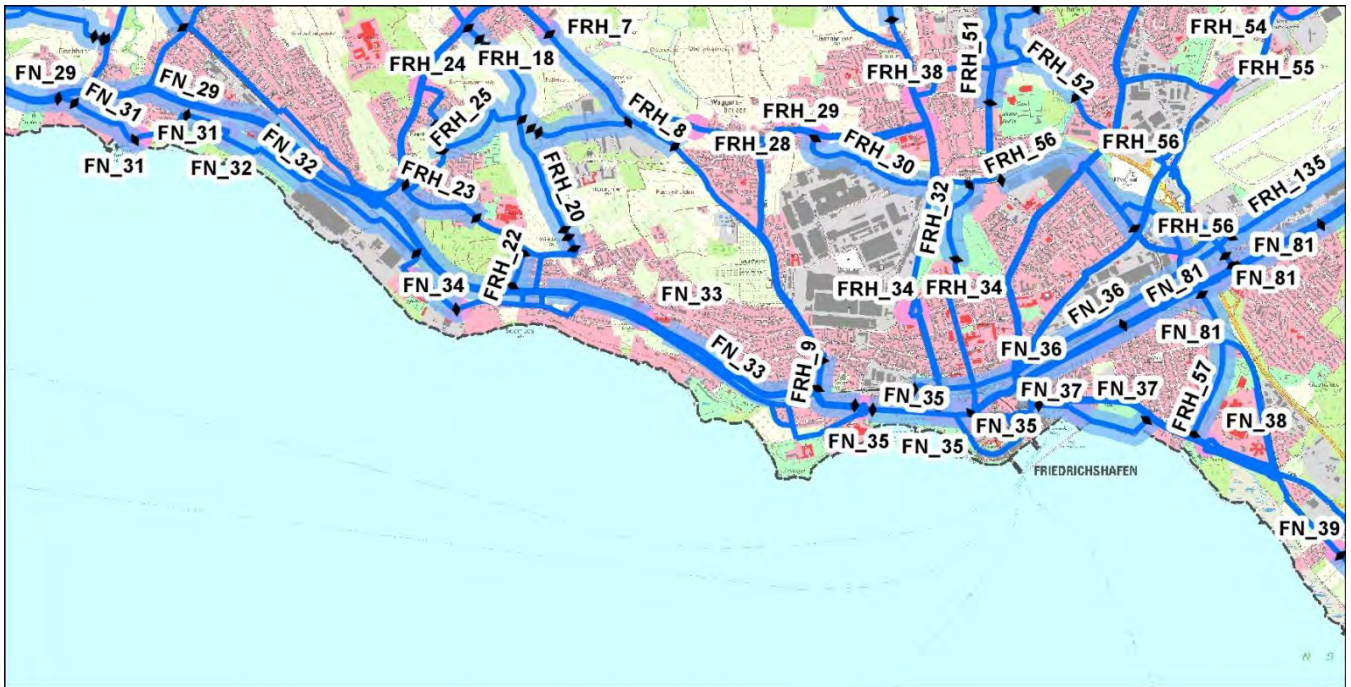 FRH_7
FRH_54
FRH_18
FRH_51
FRH_24
FRH_38
FRH_55
FN_29
FRH_52
FN_29
FN_31
FRH_29
FRH_25
FRH_8
FN_31
FRH_28
FRH_56
FN_32
FRH_30
FRH_56
FN_31
FN_32
FRH_23
FRH_135
FRH_20
FRH_32
FRH_56
FN_81
FRH_22
FN_81
FN_34
FN_33
FRH_34
FRH_34
FN_36
FN_81
FN_81
FN_36
FN_33
FRH_9
FN_37
FN_37
FRH_57
FN_35
FN_38
FN_35
FN_35
FN_35
FRIEDRICHSHAFEN
FN_39